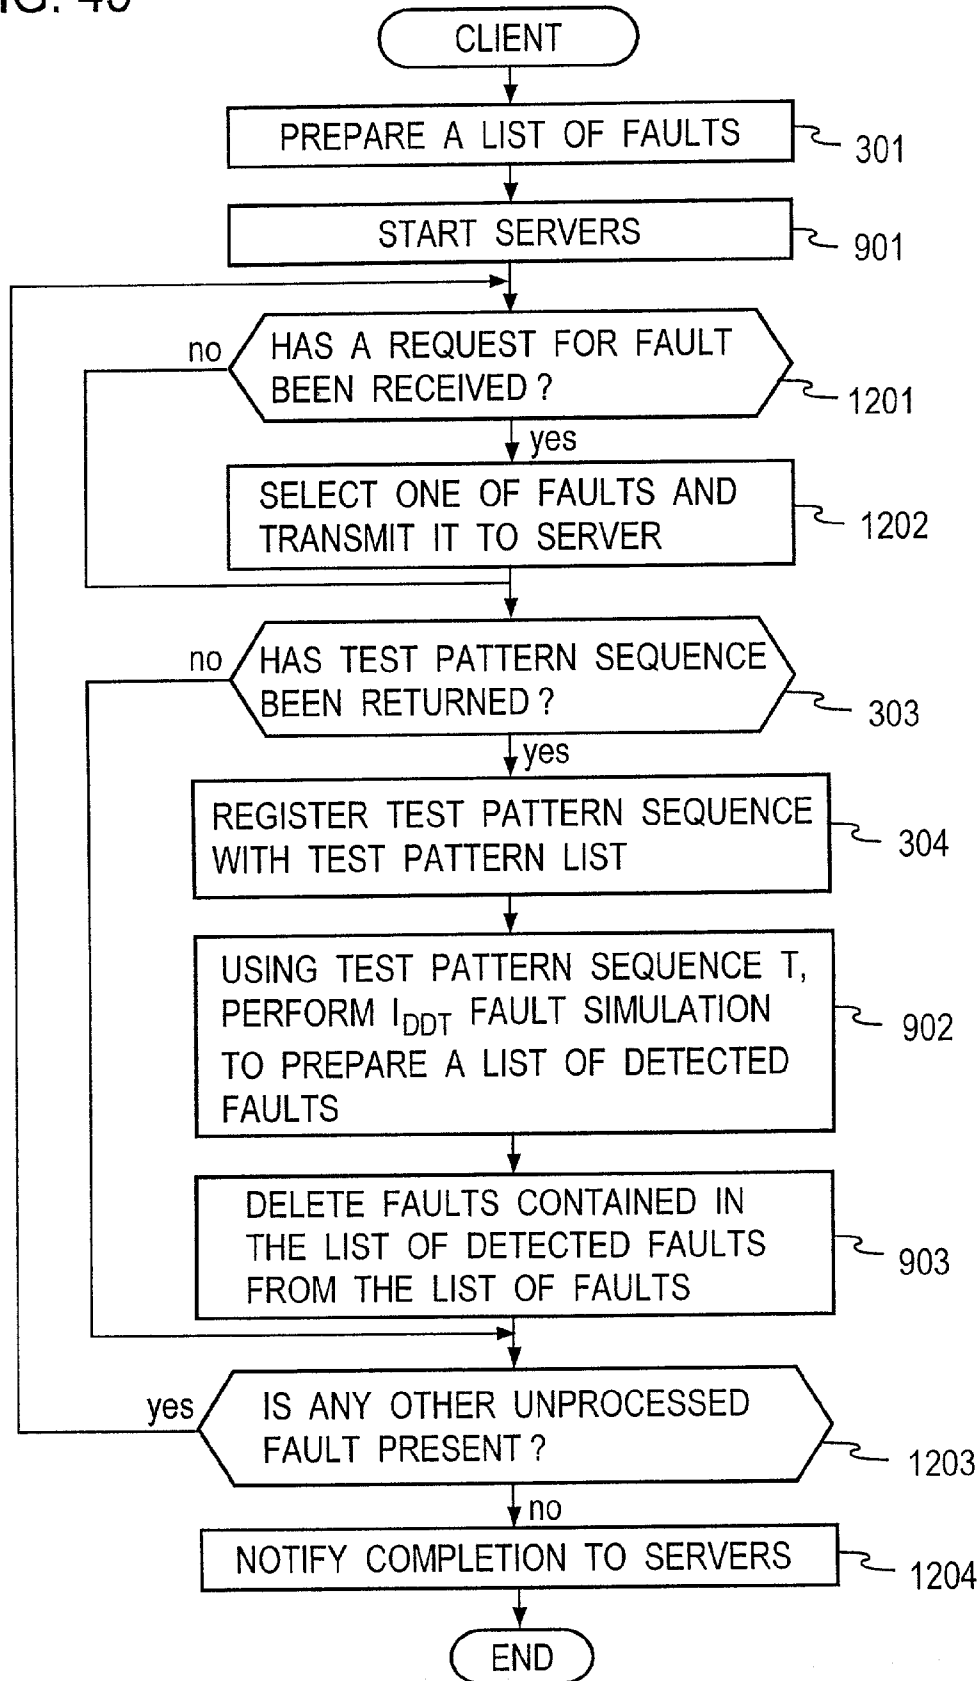 CLIENT
PREPARE A LIST OF FAULTS
301
START SERVERS
901
no
HAS A REQUEST FOR FAULT
BEEN RECEIVED ?
1201
yes
SELECT ONE OF FAULTS AND
TRANSMIT IT TO SERVER
1202
no
HAS TEST PATTERN SEQUENCE
BEEN RETURNED ?
303
yes
REGISTER TEST PATTERN SEQUENCE
WITH TEST PATTERN LIST
304
USING TEST PATTERN SEQUENCE T,
PERFORM IDDT FAULT SIMULATION
TO PREPARE A LIST OF DETECTED
FAULTS
902
DELETE FAULTS CONTAINED IN
THE LIST OF DETECTED FAULTS
FROM THE LIST OF FAULTS
903
yes
IS ANY OTHER UNPROCESSED
FAULT PRESENT ?
1203
no
NOTIFY COMPLETION TO SERVERS
1204
END